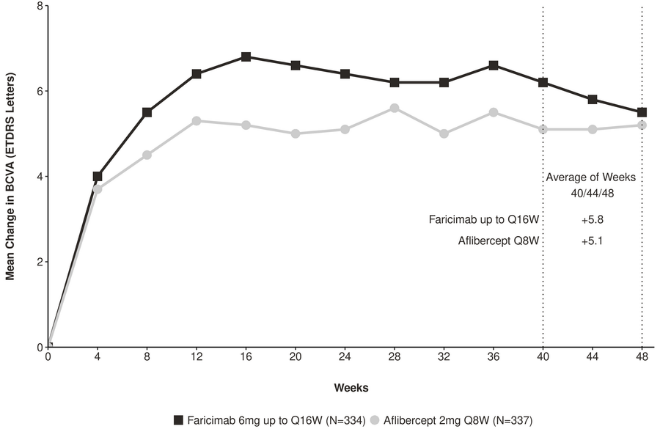 Mean Change in BCVA (ETDRS Letters)
8
6
4
2
0
Average of Weeks
40/44/48
Faricimab up to Q16W +5.8
Aflibercept Q8W +5.1
0 4 8 12 16 20 24 28 32 36 40 44 48
Weeks
Faricimab 6mg up to Q16W (N=334) Aflibercept 2mg Q8W (N=337)